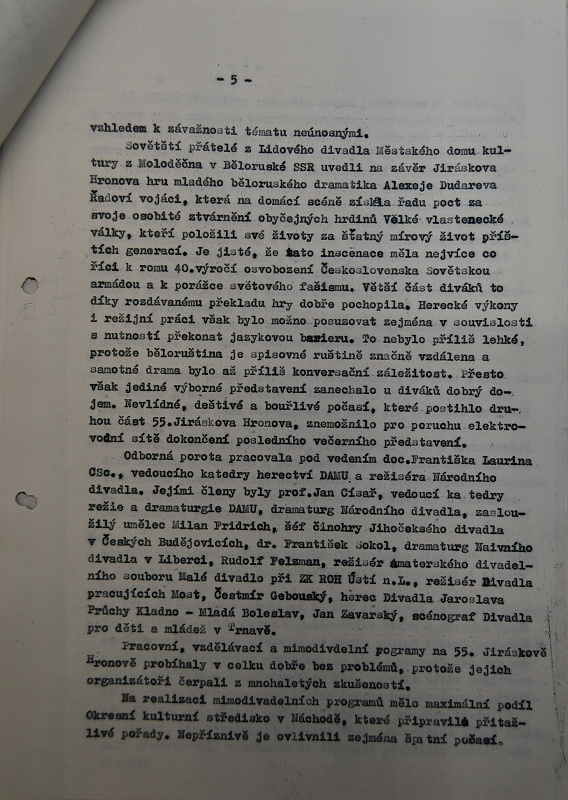 - 5 -
vzhledem k závažnosti tématu neúnosnými.
Sovětští přátelé z Lidového divadla Městského domu kul-
tury z Moloděčna v Běloruské SSR uvedli na závěr Jiráskova
Hronova hru mladého běloruského dramatika Alexeje Dudareva
Řadoví vojáci, která na domácí scéně získala řadu poct za
svoje osobité ztvárnění obyčejných hrdinů Velké vlastenecké
války, kteří položili své životy za šťatný mírový život příš-
tích generací. Je jisté, že tato inscenace měla nejvíce co
říci k romu 40.výročí osvobození Československa Sovětskou
armádou a k porážce světového fašismu. Větší část diváků to
díky rozdávanému překladu hry dobře pochopila. Herecké výkony
i režijní práci však bylo možno posuzovat zejména v souvislosti
s nutností překonat jazykovou barieru. To nebylo příliš lehké,
protože běloruština je spisovné ruštině značně vzdálena a
samotné drama bylo až příliš konversační záležitost. Přesto
však jediné výborné představení zanechalo u diváků dobrý do-
jem. Nevlídné, deštivé a bouřlivé počasí, které postihlo dru-
hou část 55.Jiráskova Hronova, znemožnilo pro poruchu elektro-
vodní sítě dokončení posledního večerního představení.
Odborná porota pracovala pod vedením doc.Františka Laurina
CSc., vedoucího katedry herectví DAMU a režiséra Národního
divadla. Jejími členy byly prof.Jan Císař, vedoucí ka tedry
režie a dramaturgie DAMU, dramaturg Národního divadla, zaslou-
žilý umělec Milan Fridrich, šéf činohry Jihočeksého divadla
v Českých Budějovicích, dr. František Sokol, dramaturg Naivního
divadla v Liberci, Rudolf Felzman, režisér Amaterského divadel-
ního souboru Malé divadlo při ZK ROH Ústí n.L., režisér Divadla
pracujících Most, Čestmír Gebouský, herec Divadla Jaroslava
Průchy Kladno - Mladá Boleslav, Jan Zavarský, scénograf Divadla
pro děti a mládež v Trnavě.
Pracovní, vzdělávací a mimodivdelní pogramy na 55. Jiráskově
Hronově probíhaly v celku dobře bez problémů, protože jejich
organizátoři čerpali z mnohaletých zkušeností.
Na realizaci mimodivadelních programů mělo maximální podíl
Okresní kulturní středisko v Náchodě, které připravilo přitaž-
livé pořady. Nepříznivě je ovlivnili zejména špatní počasí.